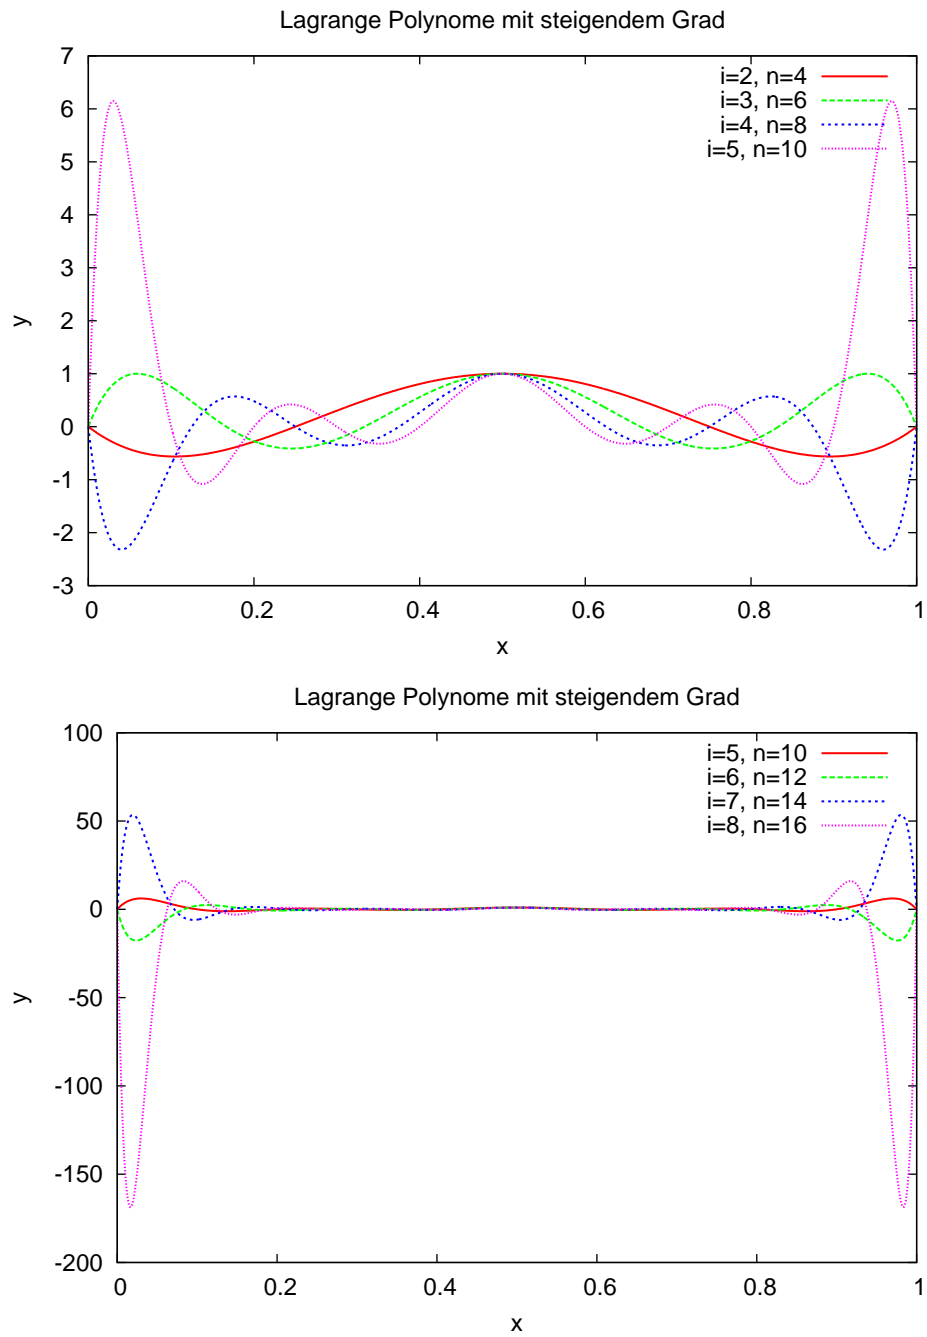 Lagrange Polynome mit steigendem Grad
7
6
5
4
3
2
1
0
-1
-2
-3
y
i=2, n=4
i=3, n=6
i=4, n=8
i=5, n=10
0 0.2 0.4 0.6 0.8 1
x
Lagrange Polynome mit steigendem Grad
100
50
0
-50
-100
-150
-200
y
i=5, n=10
i=6, n=12
i=7, n=14
i=8, n=16
0 0.2 0.4 0.6 0.8 1
x